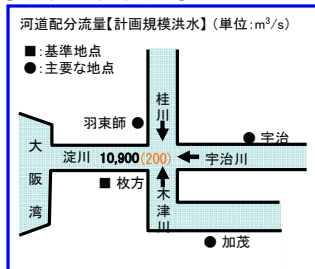 河道配分流量【計画規模洪水】(単位:m³/s)
■:基準地点
●:主要な地点
桂川
羽束師●
●宇治
大阪湾
淀川 10,900(200)
宇治川
■枚方
木津川
●加茂